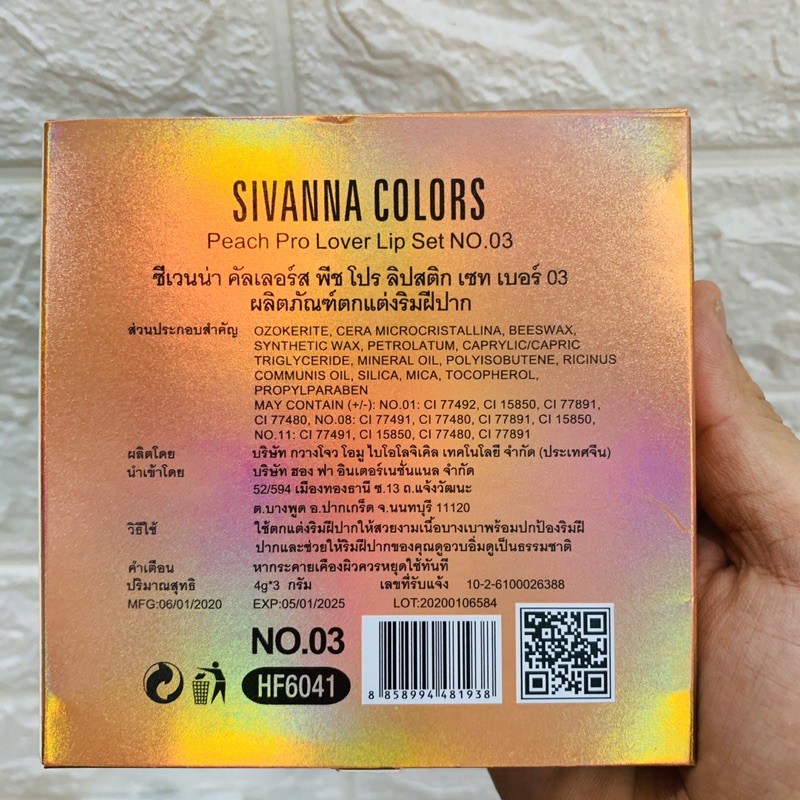 SIVANNA COLORS
Peach Pro Lover Lip Set NO.03
ซีเวนน่า คัลเลอร์ส พีช โปร ลิปสติก เซท เบอร์ 03
ผลิตภัณฑ์ตกแต่งริมฝีปาก
ส่วนประกอบสำคัญ OZOKERITE, CERA MICROCRISTALLINA, BEESWAX,
SYNTHETIC WAX, PETROLATUM, CAPRYLIC/CAPRIC
TRIGLYCERIDE, MINERAL OIL, POLYISOBUTENE, RICINUS
COMMUNIS OIL, SILICA, MICA, TOCOPHEROL,
PROPYLPARABEN
MAY CONTAIN (+/-): NO.01: CI 77492, CI 15850, CI 77891,
CI 77480, NO.08: CI 77491, CI 77480, CI 77891, CI 15850,
NO.11: CI 77491, CI 15850, CI 77480, CI 77891
ผลิตโดย บริษัท กวางโจว โอมู ไบโอโลจิเคิล เทคโนโลยี จำกัด (ประเทศจีน)
นำเข้าโดย บริษัท ฮอง ฟา อินเตอร์เนชั่นแนล จำกัด
52/594 เมืองทองธานี ซ.13 ถ.แจ้งวัฒนะ
ต.บางพูด อ.ปากเกร็ด จ.นนทบุรี 11120
วิธีใช้ ใช้ตกแต่งริมฝีปากให้สวยงามเนื้อบางเบาพร้อมปกป้องริมฝี
ปากและช่วยให้ริมฝีปากของคุณดูอวบอิ่มดูเป็นธรรมชาติ
คำเตือน หากระคายเคืองผิวควรหยุดใช้ทันที
ปริมาณสุทธิ 4g*3 กรัม เลขที่รับแจ้ง 10-2-6100026388
MFG:06/01/2020 EXP:05/01/2025 LOT:20200106584
NO.03
HF6041
8 858994 481938